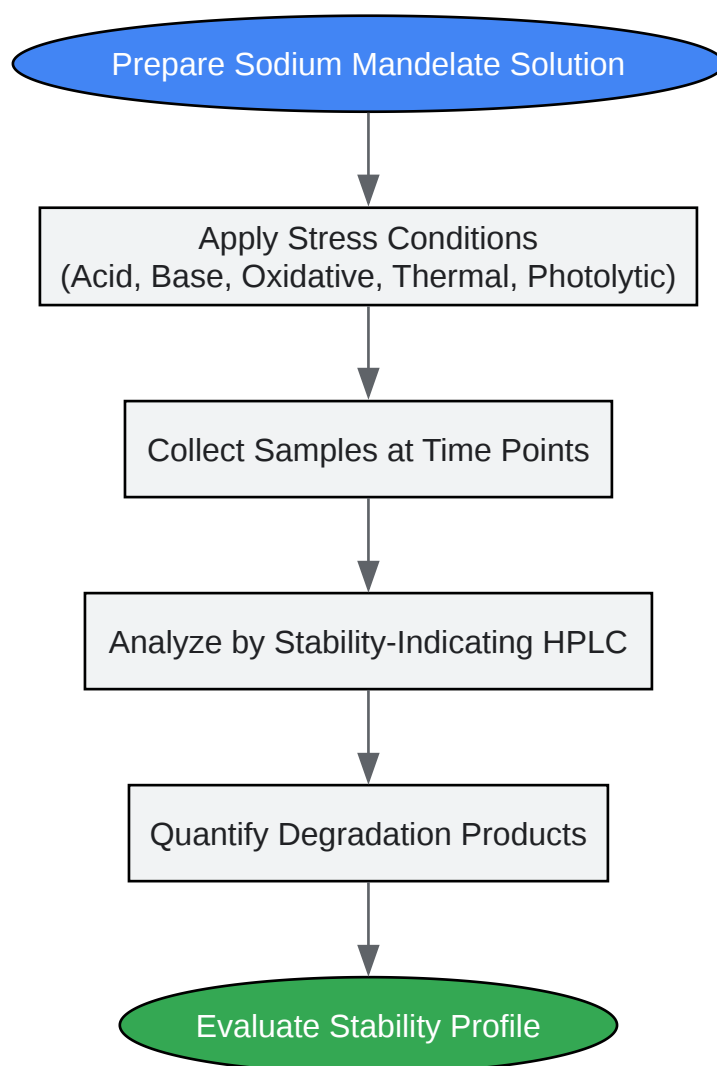 Prepare Sodium Mandelate Solution
Apply Stress Conditions
(Acid, Base, Oxidative, Thermal, Photolytic)
Collect Samples at Time Points
Analyze by Stability-Indicating HPLC
Quantify Degradation Products
Evaluate Stability Profile